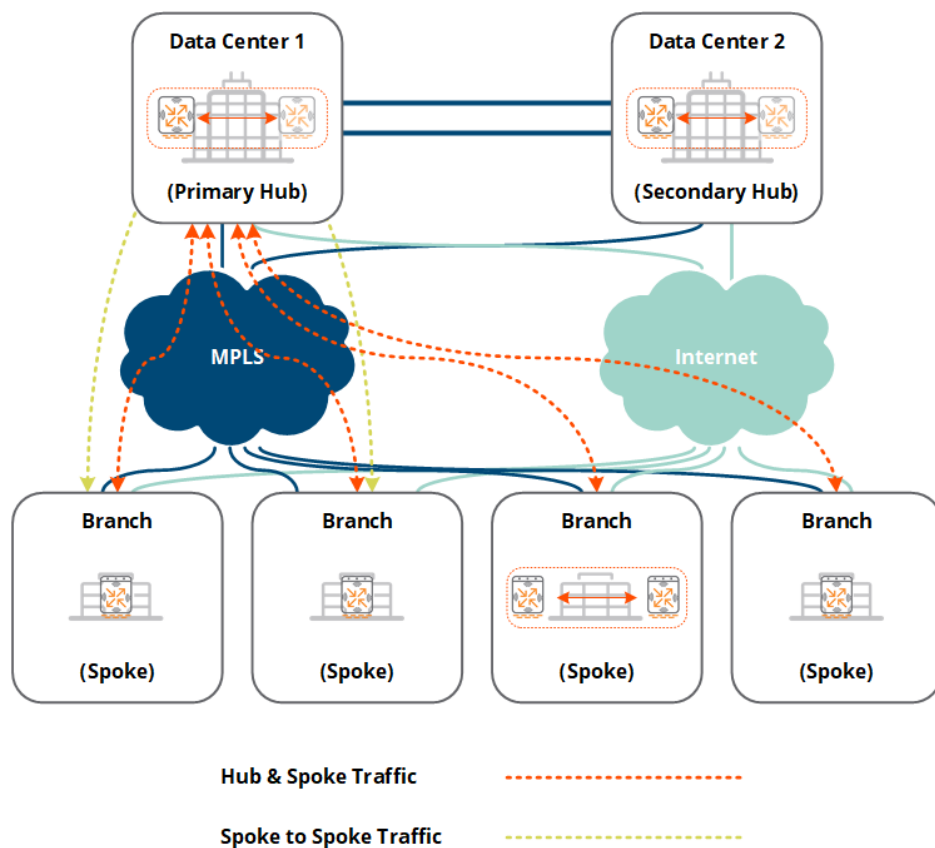 Data Center 1
Data Center 2
(Primary Hub)
(Secondary Hub)
MPLS
Internet
Branch
Branch
Branch
Branch
(Spoke)
(Spoke)
(Spoke)
(Spoke)
Hub & Spoke Traffic
Spoke to Spoke Traffic